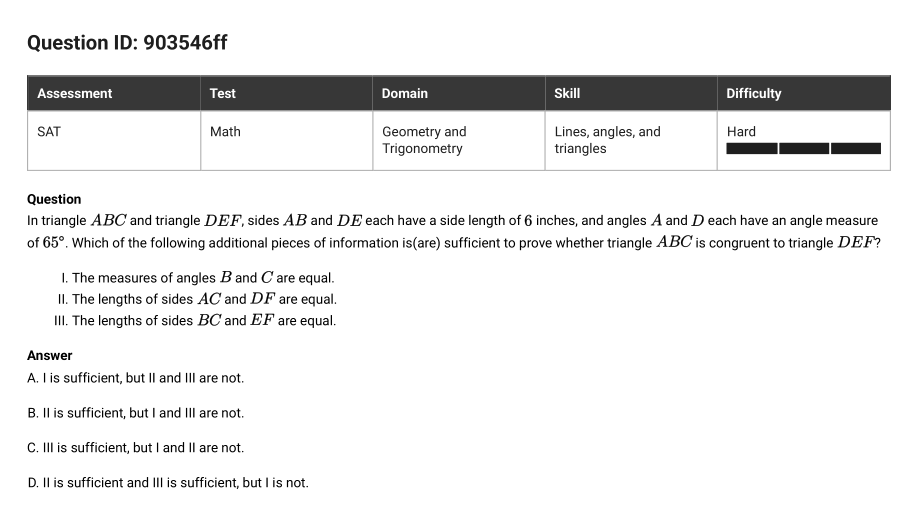 Question ID: 903546ff
Assessment Test Domain Skill Difficulty
SAT Math Geometry and Trigonometry Lines, angles, and triangles Hard
Question
In triangle ABC and triangle DEF, sides AB and DE each have a side length of 6 inches, and angles A and D each have an angle measure
of 65°. Which of the following additional pieces of information is(are) sufficient to prove whether triangle ABC is congruent to triangle DEF?
I. The measures of angles B and C are equal.
II. The lengths of sides AC and DF are equal.
III. The lengths of sides BC and EF are equal.
Answer
A. I is sufficient, but II and III are not.
B. II is sufficient, but I and III are not.
C. III is sufficient, but I and II are not.
D. II is sufficient and III is sufficient, but I is not.